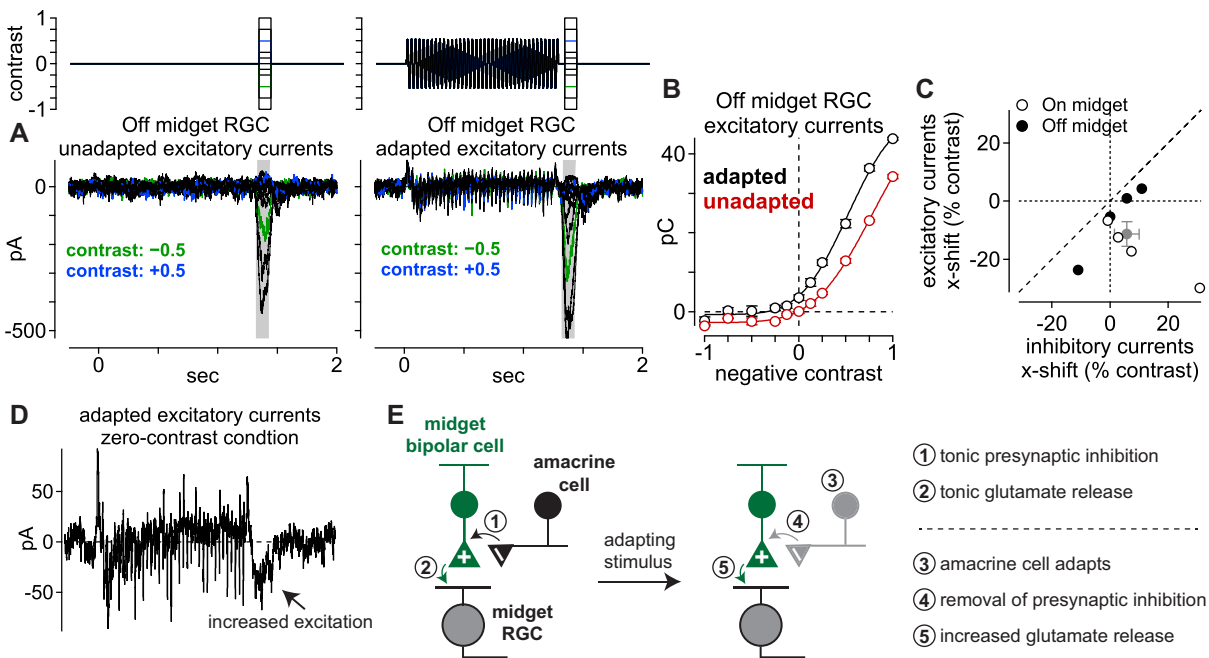 1
0
-1
contrast
A
Off midget RGC
unadapted excitatory currents
Off midget RGC
adapted excitatory currents
0
-500
pA
contrast: −0.5
contrast: +0.5
contrast: −0.5
contrast: +0.5
0
1
2
sec
0
1
2
sec
B
Off midget RGC
excitatory currents
adapted
unadapted
40
20
0
pC
-1
0
1
negative contrast
C
On midget
Off midget
20
0
-20
excitatory currents
x-shift (% contrast)
-20
0
20
inhibitory currents
x-shift (% contrast)
D
adapted excitatory currents
zero-contrast condtion
50
0
-50
pA
increased excitation
E
midget
bipolar cell
amacrine
cell
1
2
midget
RGC
adapting
stimulus
3
4
5
1 tonic presynaptic inhibition
2 tonic glutamate release
3 amacrine cell adapts
4 removal of presynaptic inhibition
5 increased glutamate release